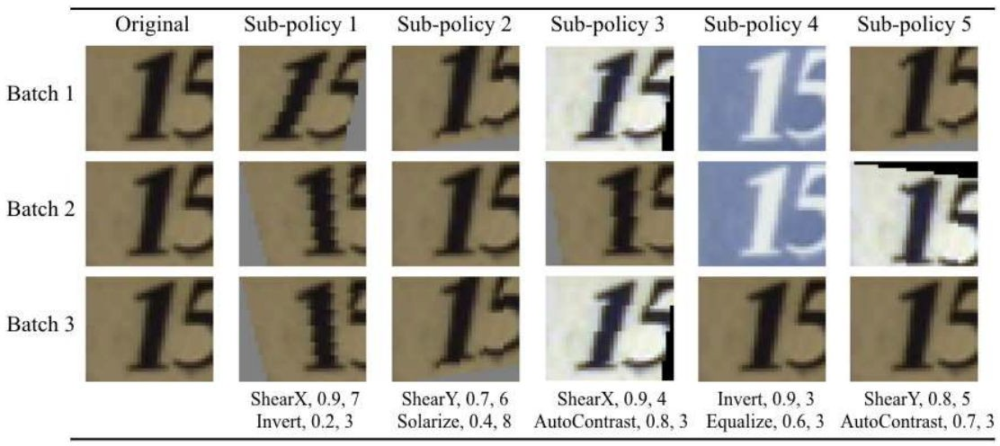 Original Sub-policy 1 Sub-policy 2 Sub-policy 3 Sub-policy 4 Sub-policy 5
Batch 1 15 15 15 15 15 15
Batch 2 15 15 15 15 15 15
Batch 3 15 15 15 15 15 15
ShearX, 0.9, 7 ShearY, 0.7, 6 ShearX, 0.9, 4 Invert, 0.9, 3 ShearY, 0.8, 5
Invert, 0.2, 3 Solarize, 0.4, 8 AutoContrast, 0.8, 3 Equalize, 0.6, 3 AutoContrast, 0.7, 3